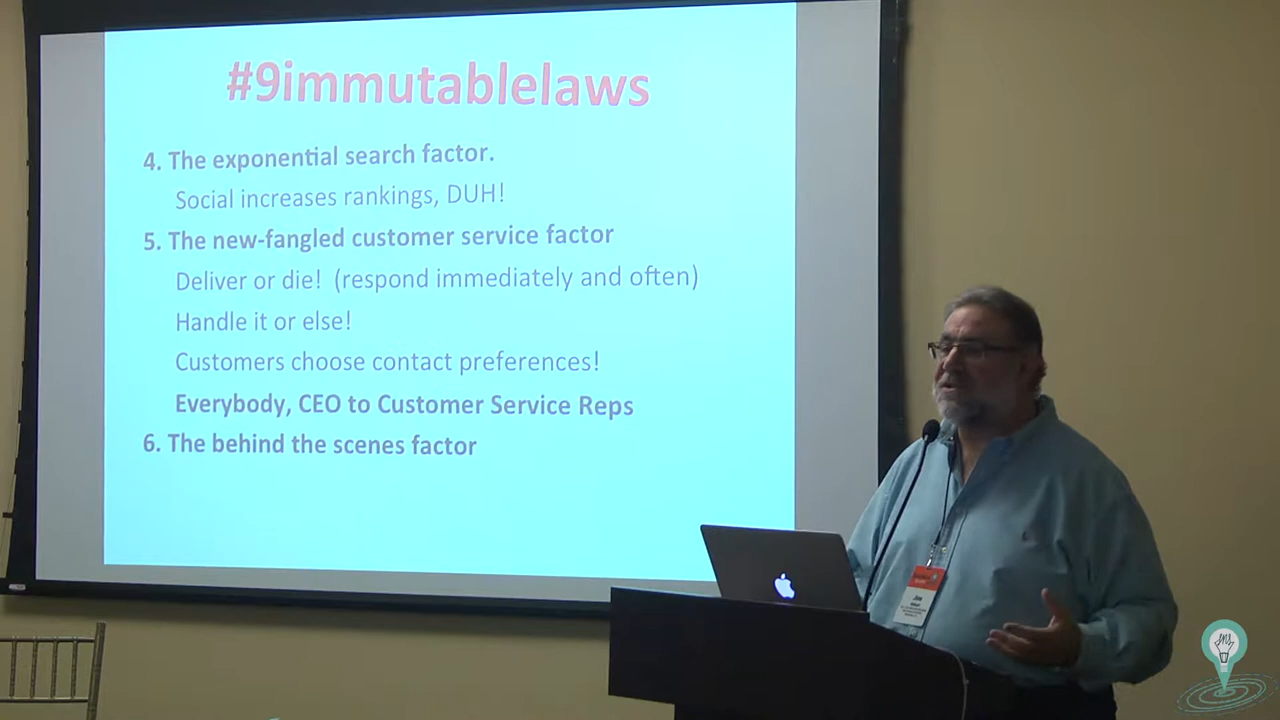 #9immutablelaws
4. The exponential search factor.
Social increases rankings, DUH!
5. The new-fangled customer service factor
Deliver or die! (respond immediately and often)
Handle it or else!
Customers choose contact preferences!
Everybody, CEO to Customer Service Reps
6. The behind the scenes factor
Jim